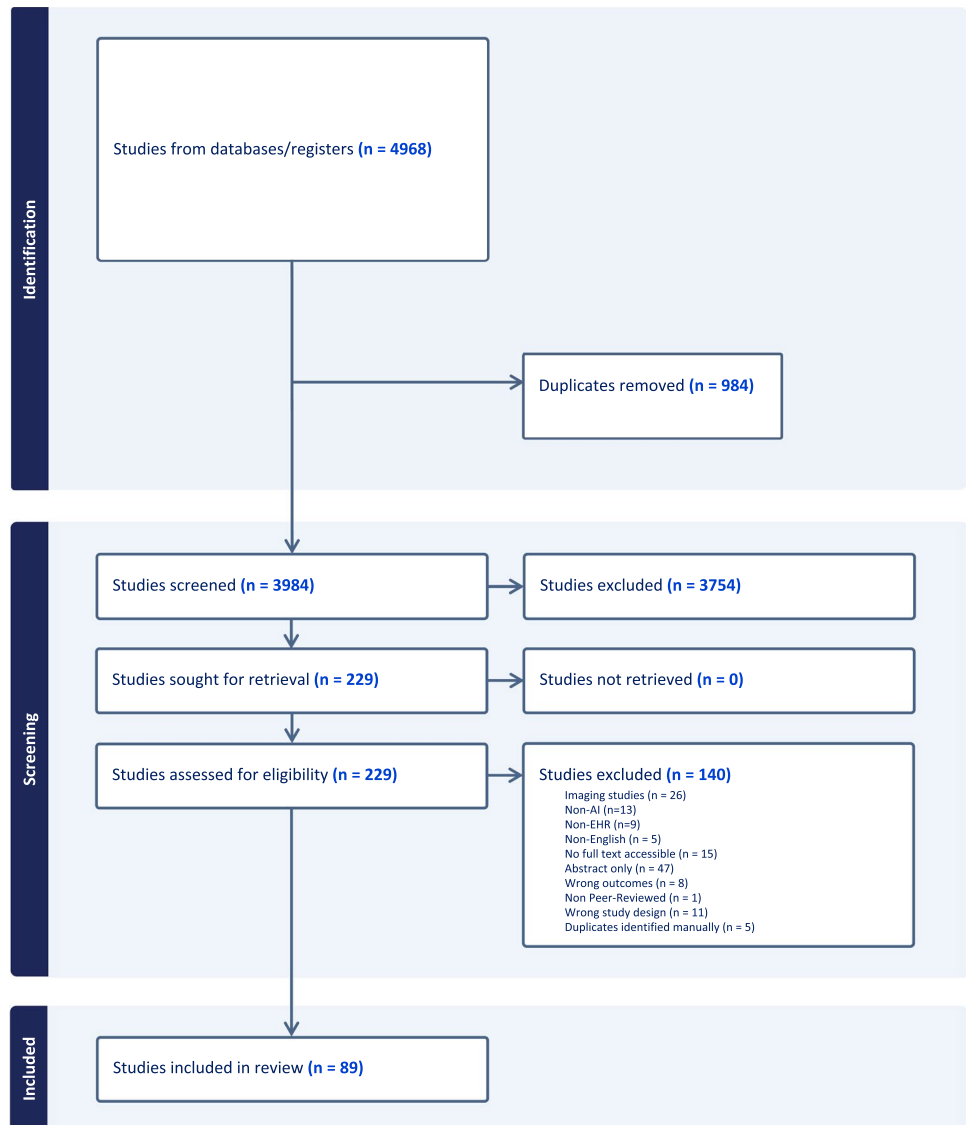 Identification
Studies from databases/registers (n = 4968)
Duplicates removed (n = 984)
Screening
Studies screened (n = 3984)
Studies excluded (n = 3754)
Studies sought for retrieval (n = 229)
Studies not retrieved (n = 0)
Studies assessed for eligibility (n = 229)
Studies excluded (n = 140)
Imaging studies (n = 26)
Non-AI (n=13)
Non-EHR (n=9)
Non-English (n = 5)
No full text accessible (n = 15)
Abstract only (n = 47)
Wrong outcomes (n = 8)
Non Peer-Reviewed (n = 1)
Wrong study design (n = 11)
Duplicates identified manually (n = 5)
Included
Studies included in review (n = 89)